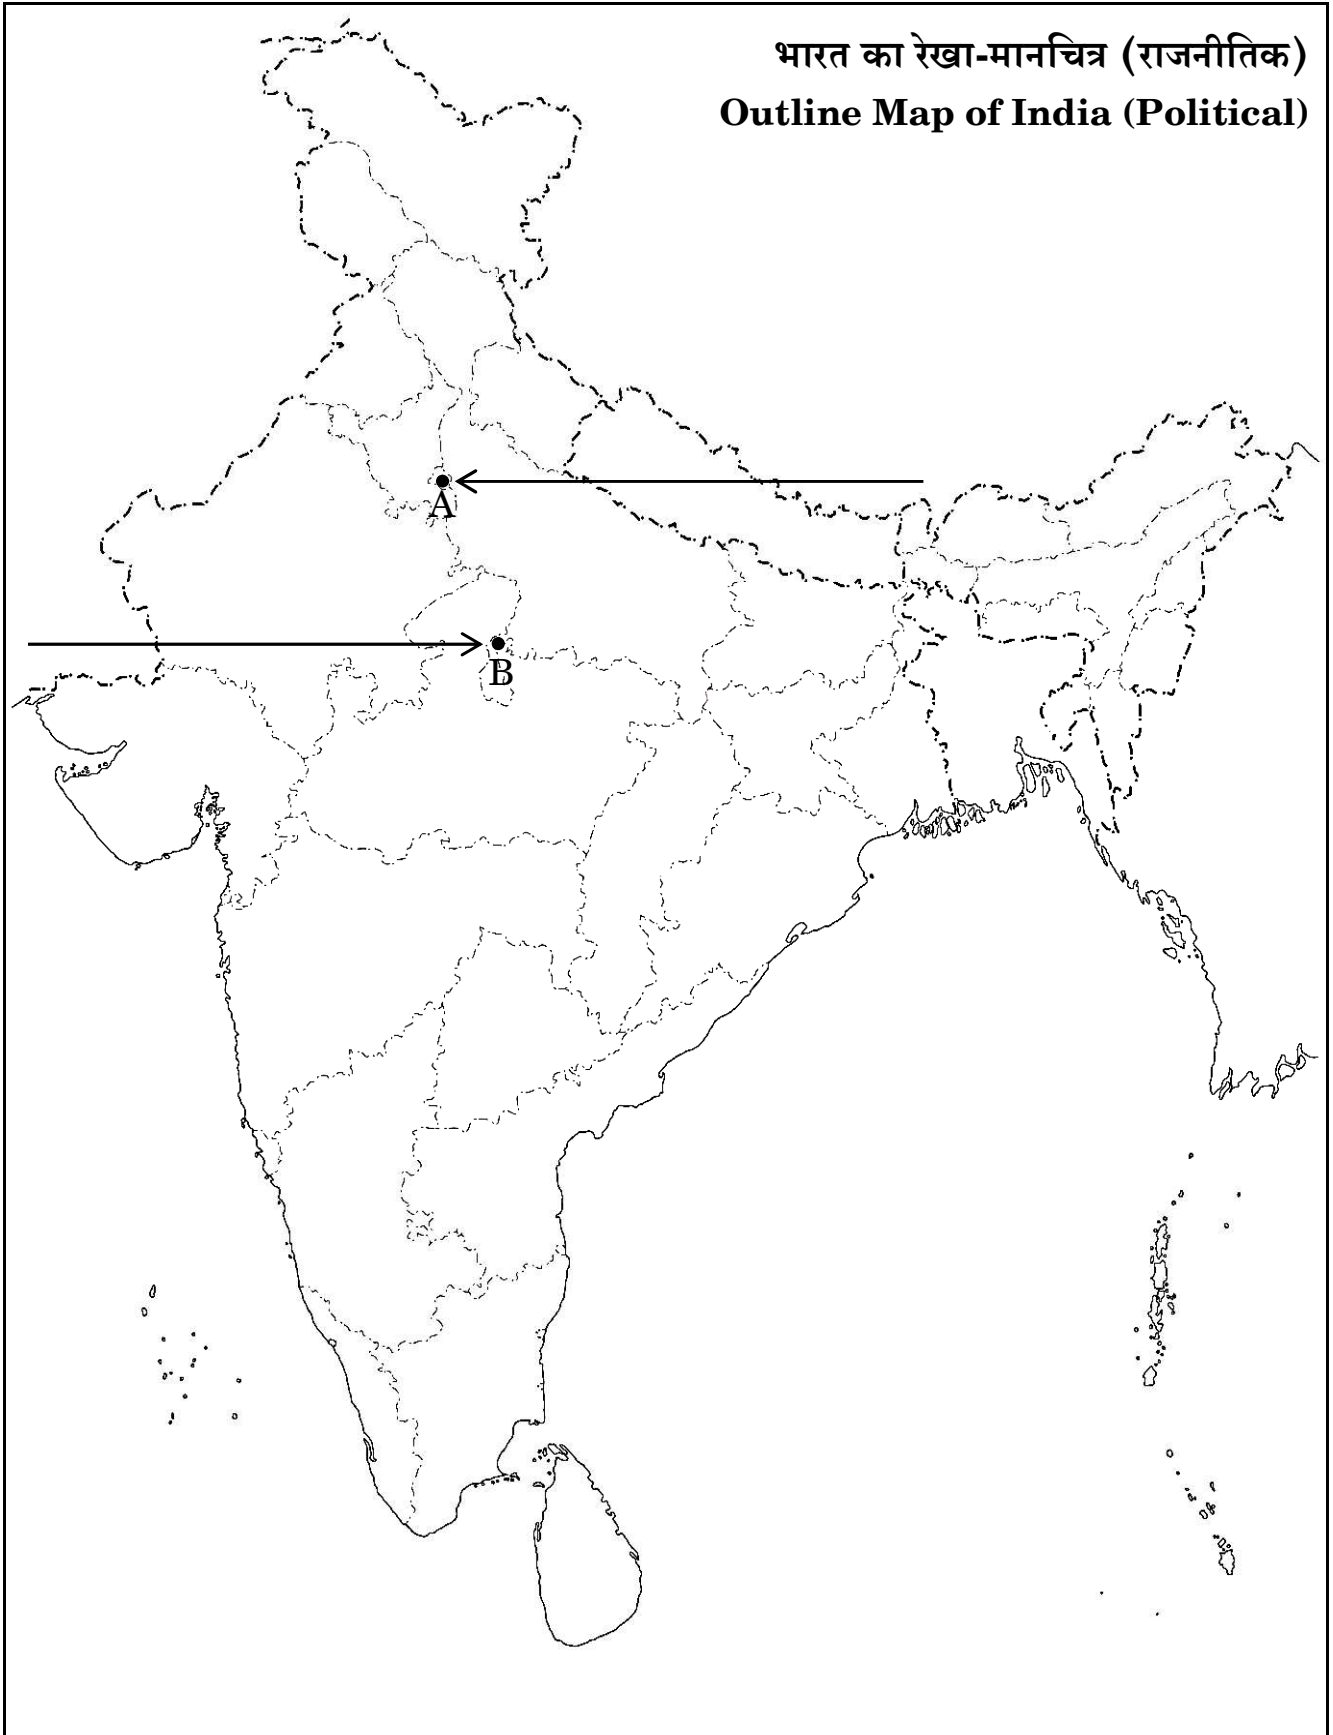 भारत का रेखा-मानचित्र (राजनीतिक)
Outline Map of India (Political)
A
B